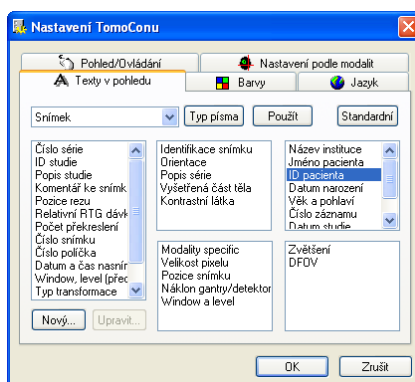 Nastavení TomoConu
Pohled/Ovládání
Nastavení podle modalit
Texty v pohledu
Barvy
Jazyk
Snímek
Typ písma
Použít
Standardní
Číslo série
ID studie
Popis studie
Komentář ke snímk
Pozice rezu
Relativní RTG dávk
Počet překreslení
Číslo snímku
Číslo políčka
Datum a čas nasnír
Window, level (přec
Typ transformace
Identifikace snímku
Orientace
Popis série
Vyšetřená část těla
Kontrastní látka
Název instituce
Jméno pacienta
ID pacienta
Datum narození
Věk a pohlaví
Číslo záznamu
Datum studie
Modality specific
Velikost pixelu
Pozice snímku
Náklon gantry/detektor
Window a level
Zvětšení
DFOV
Nový...
Upravit...
OK
Zrušit